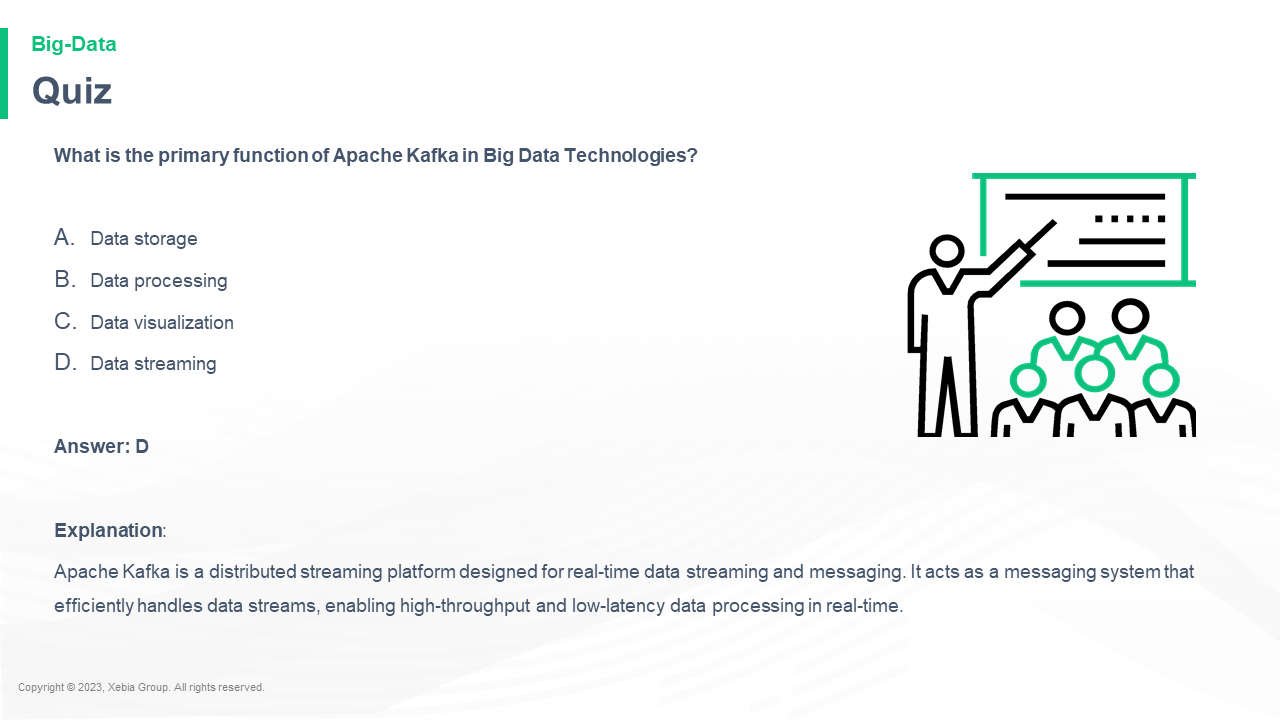 Big-Data
Quiz
What is the primary function of Apache Kafka in Big Data Technologies?
A. Data storage
B. Data processing
C. Data visualization
D. Data streaming
Answer: D
Explanation:
Apache Kafka is a distributed streaming platform designed for real-time data streaming and messaging. It acts as a messaging system that
efficiently handles data streams, enabling high-throughput and low-latency data processing in real-time.
Copyright © 2023, Xebia Group. All rights reserved.